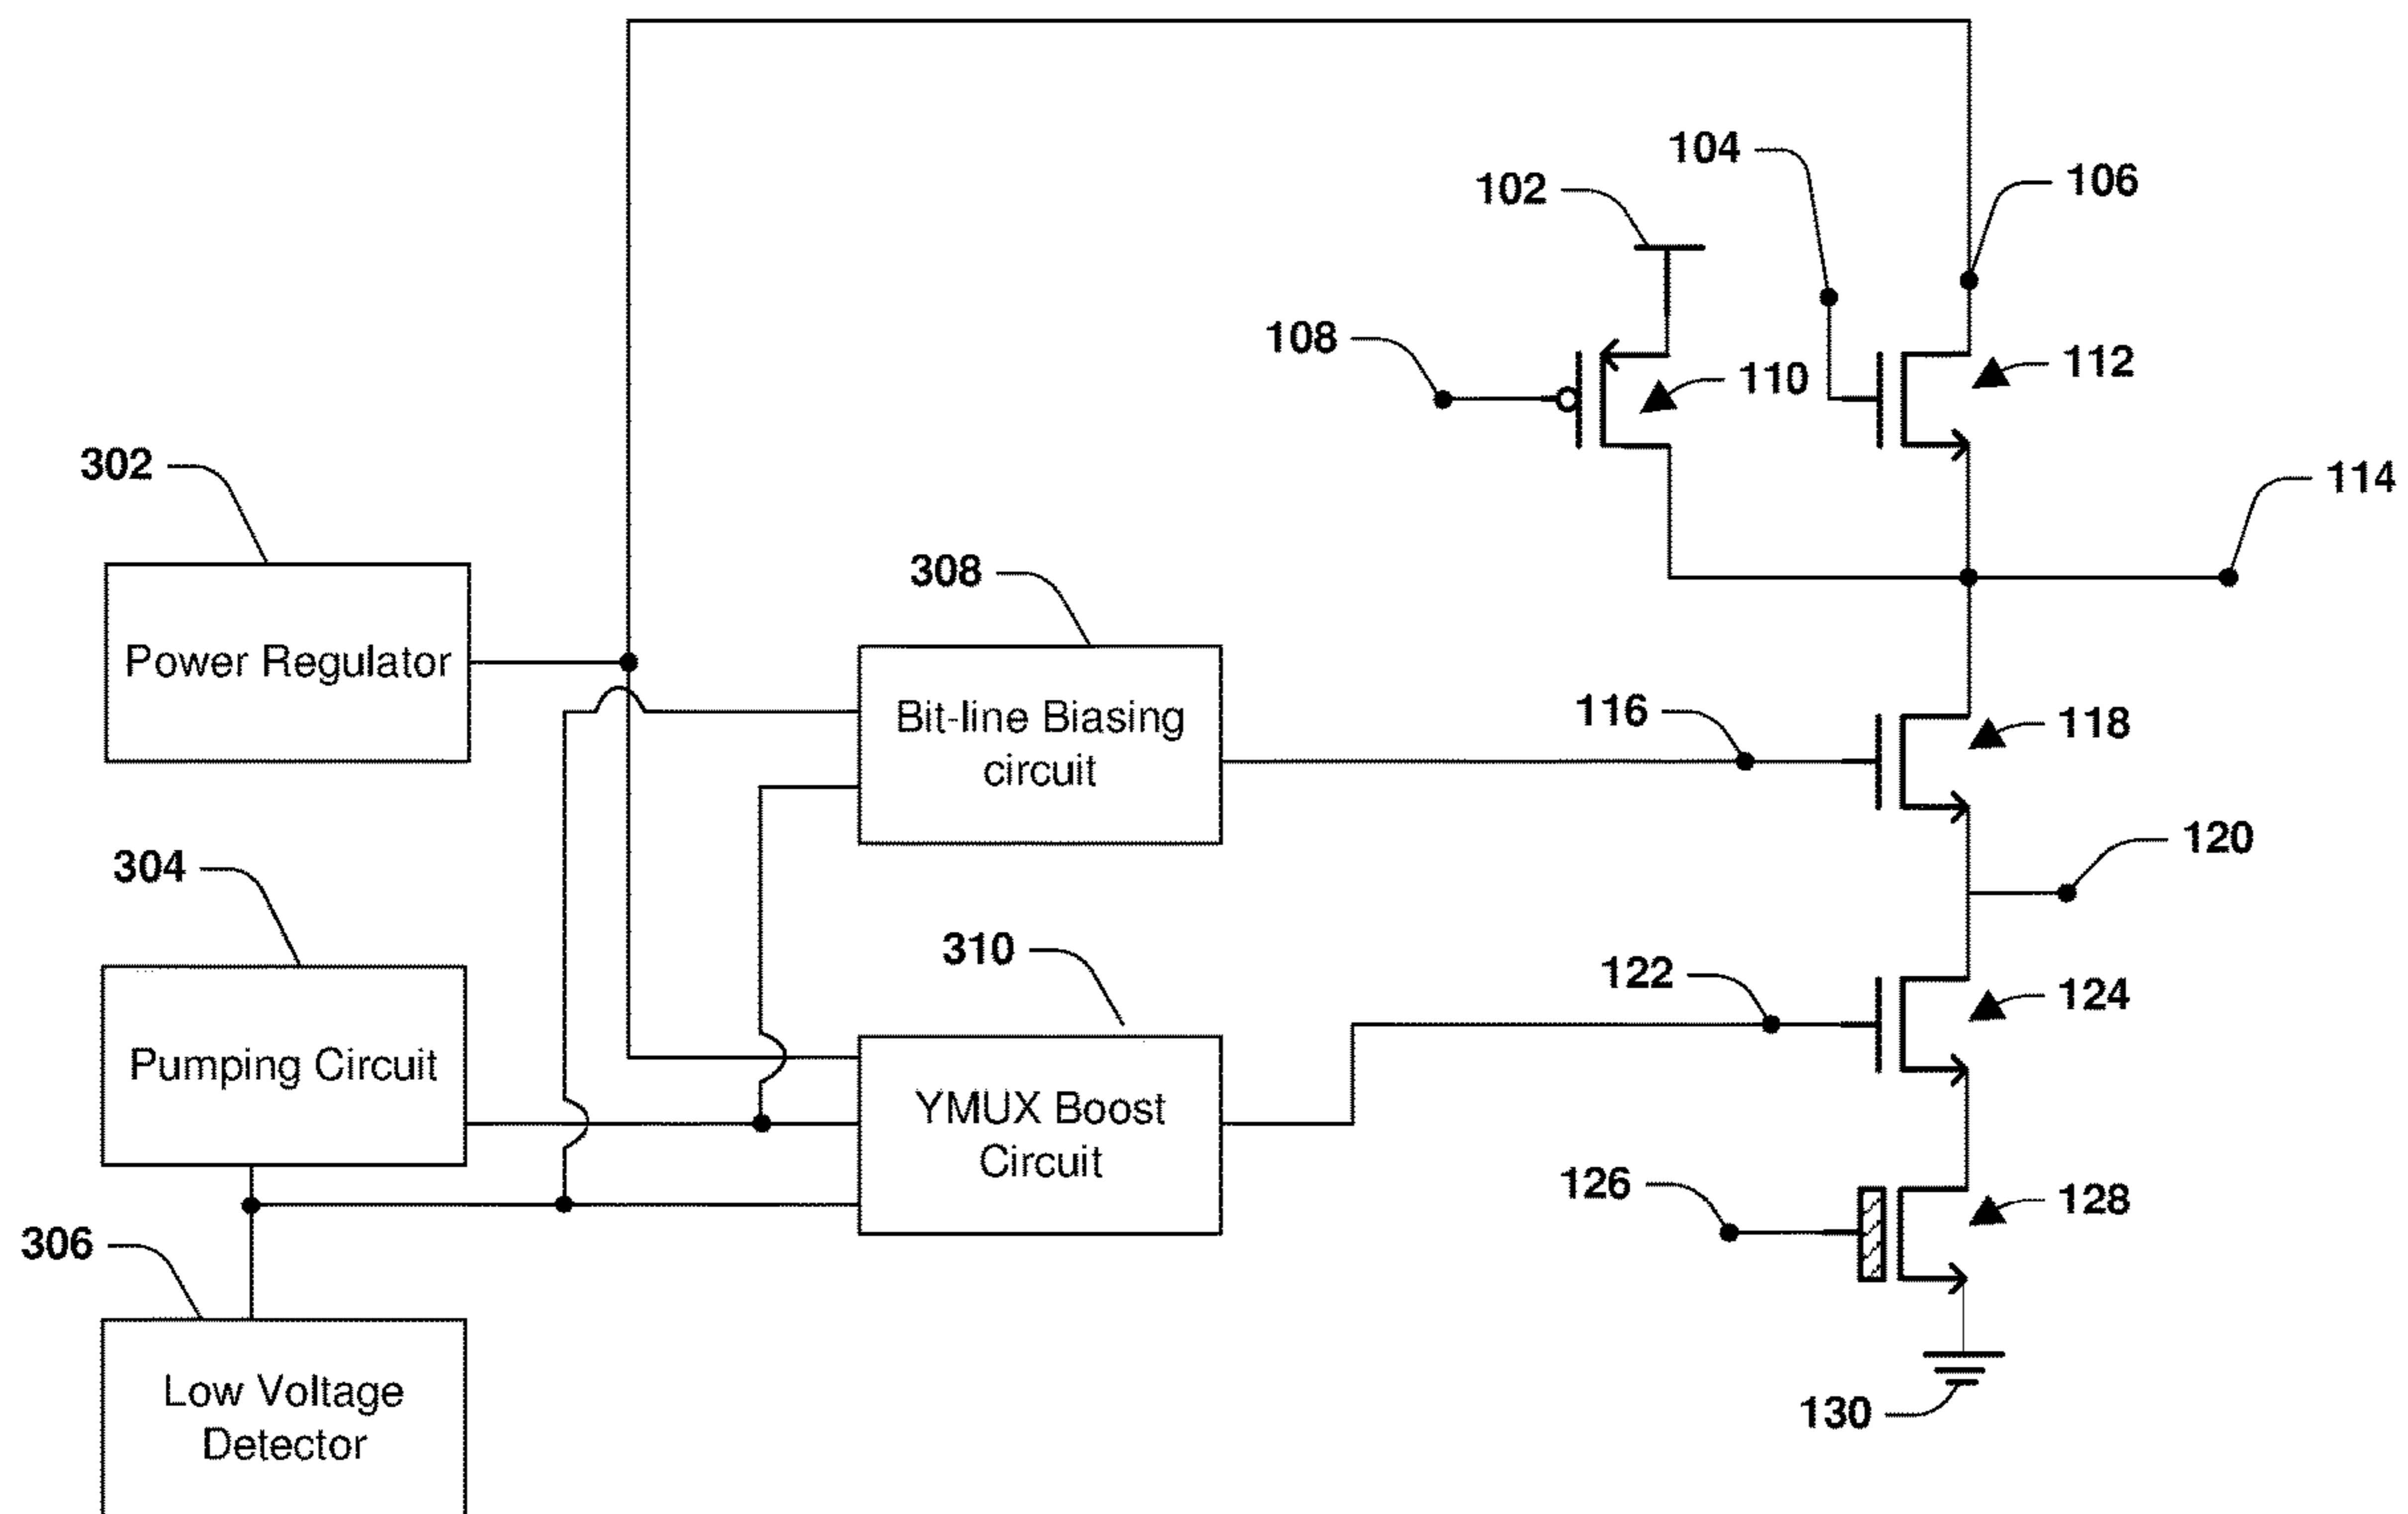 104
106
102
108
110
112
302
114
308
Power Regulator
Bit-line Biasing
circuit
116
118
304
120
310
122
124
Pumping Circuit
YMUX Boost
Circuit
126
128
306
Low Voltage
Detector
130